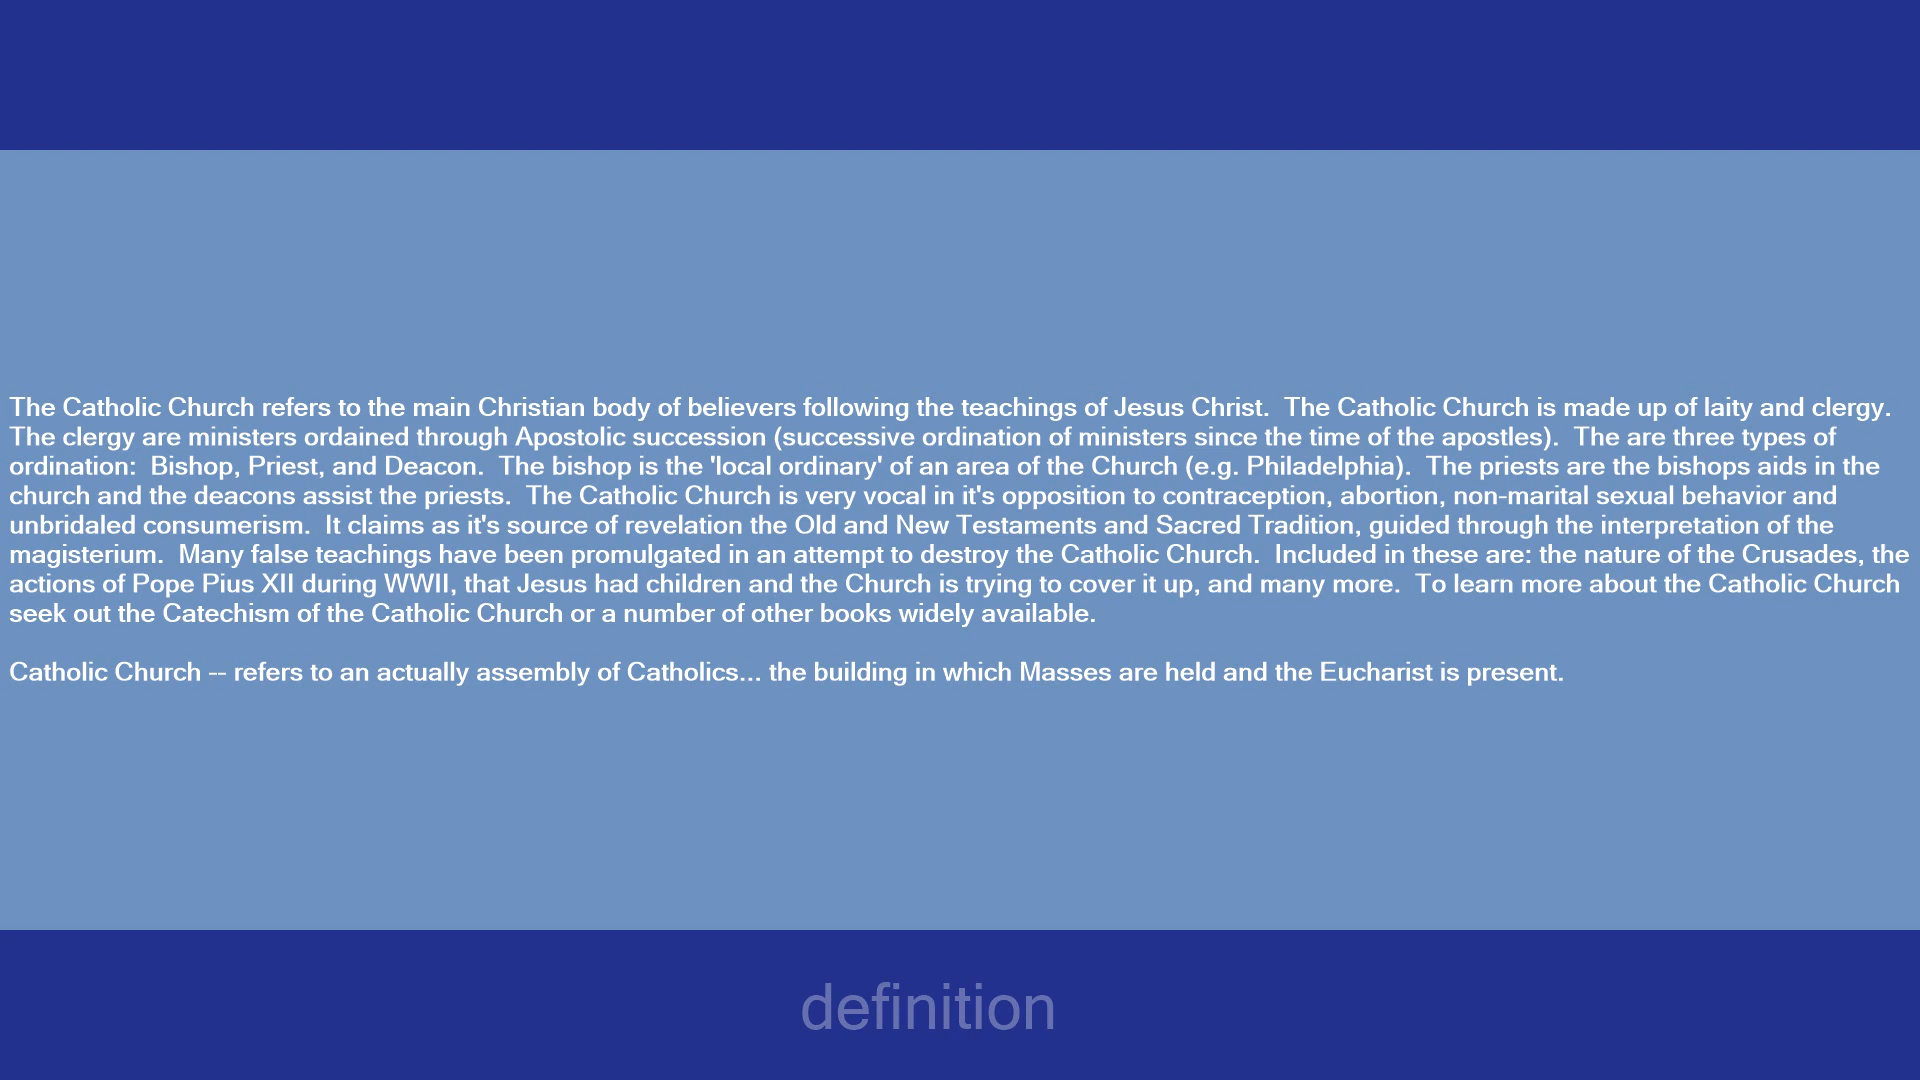 The Catholic Church refers to the main Christian body of believers following the teachings of Jesus Christ.  The Catholic Church is made up of laity and clergy.
The clergy are ministers ordained through Apostolic succession (successive ordination of ministers since the time of the apostles).  The are three types of
ordination:  Bishop, Priest, and Deacon.  The bishop is the 'local ordinary' of an area of the Church (e.g. Philadelphia).  The priests are the bishops aids in the
church and the deacons assist the priests.  The Catholic Church is very vocal in it's opposition to contraception, abortion, non-marital sexual behavior and
unbridaled consumerism.  It claims as it's source of revelation the Old and New Testaments and Sacred Tradition, guided through the interpretation of the
magisterium.  Many false teachings have been promulgated in an attempt to destroy the Catholic Church.  Included in these are: the nature of the Crusades, the
actions of Pope Pius XII during WWII, that Jesus had children and the Church is trying to cover it up, and many more.  To learn more about the Catholic Church
seek out the Catechism of the Catholic Church or a number of other books widely available.
Catholic Church -- refers to an actually assembly of Catholics... the building in which Masses are held and the Eucharist is present.
definition